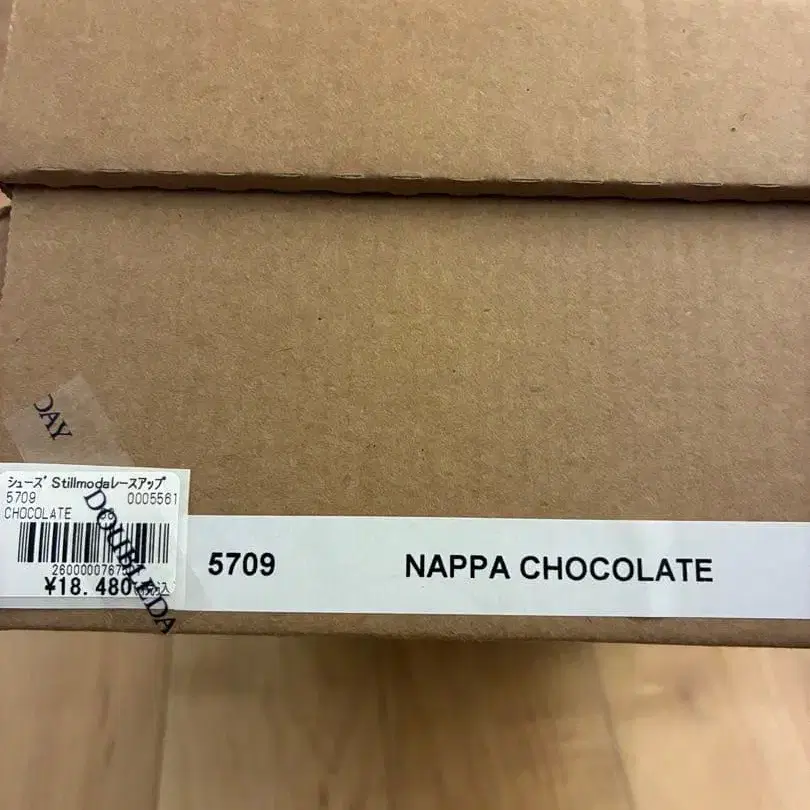 DAY
シューズ Stillmodaレースアップ
5709 0005561
CHOCOLATE
¥18.480
DOUBLEDA
5709 NAPPA CHOCOLATE